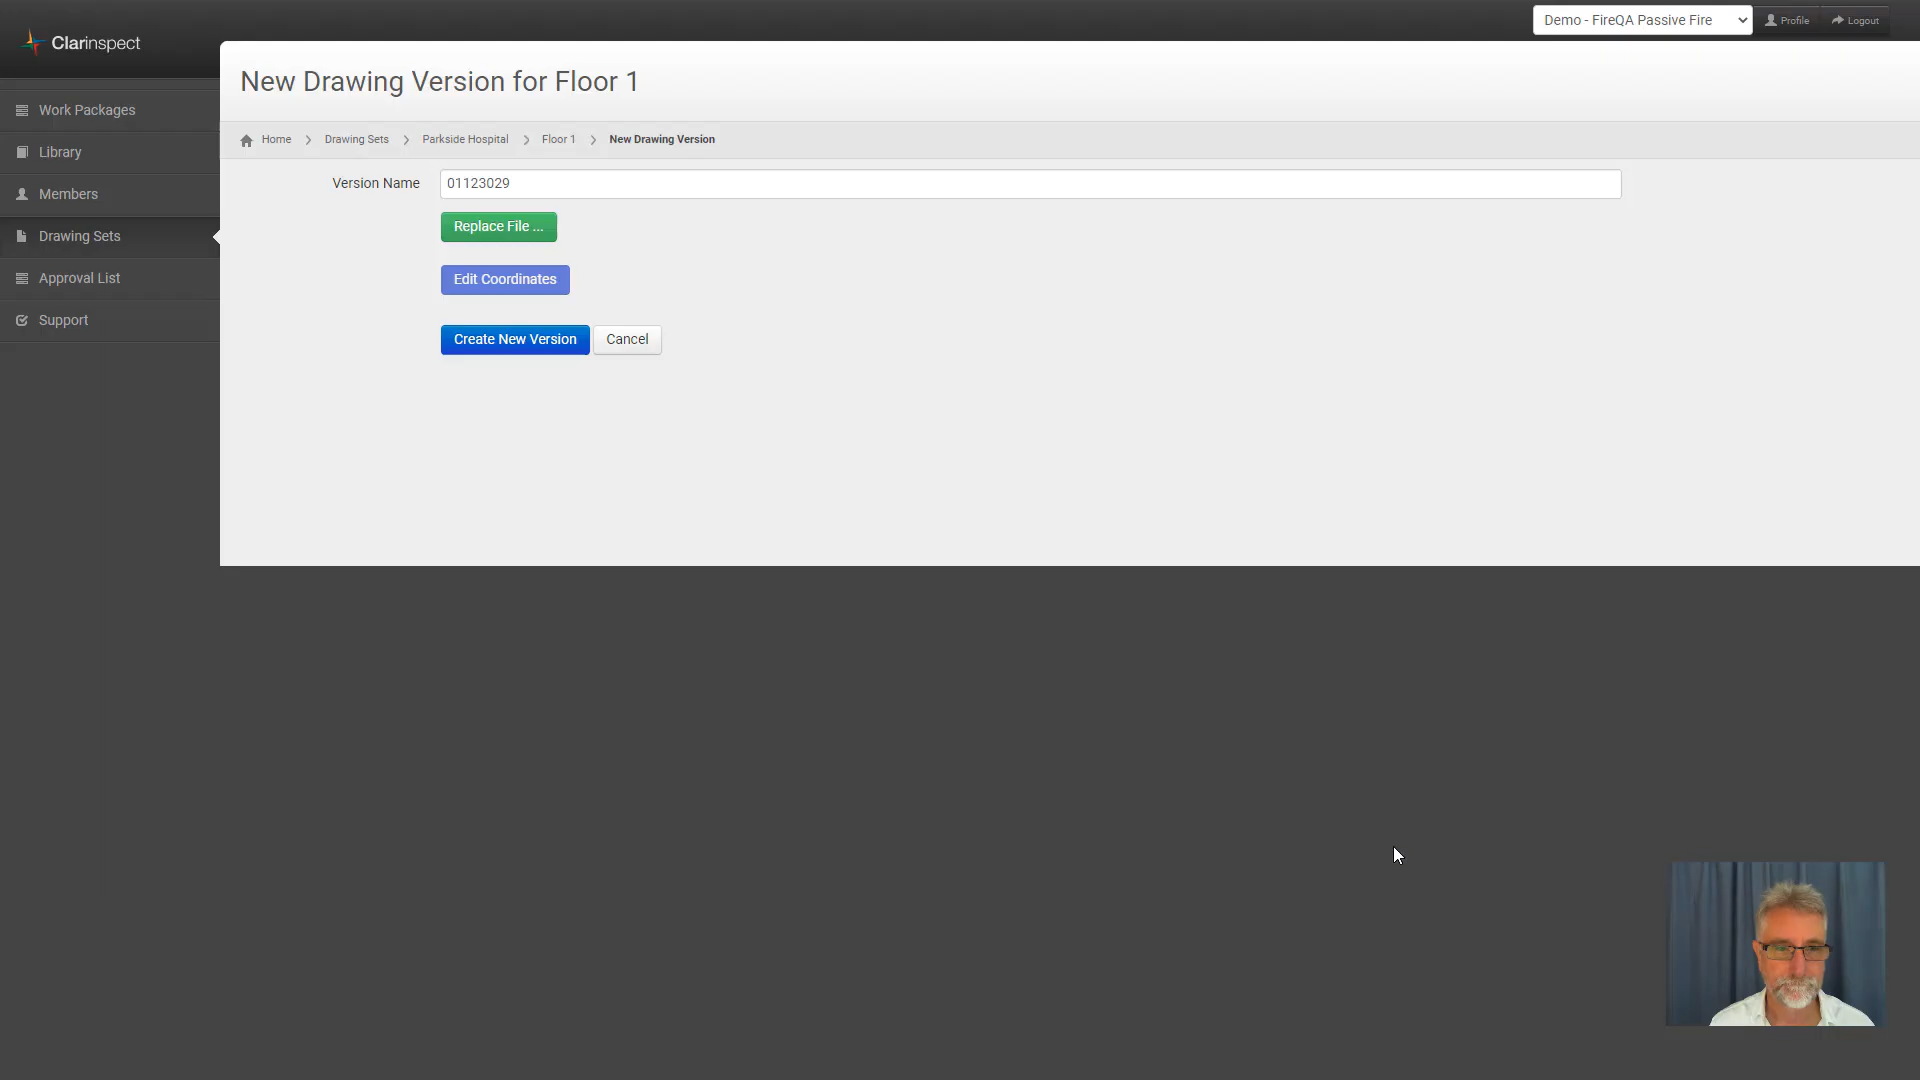 Clarinspect
Demo - FireQA Passive Fire
Profile
Logout
New Drawing Version for Floor 1
Home
Drawing Sets
Parkside Hospital
Floor 1
New Drawing Version
Work Packages
Library
Members
Drawing Sets
Approval List
Support
Version Name
01123029
Replace File ...
Edit Coordinates
Create New Version
Cancel